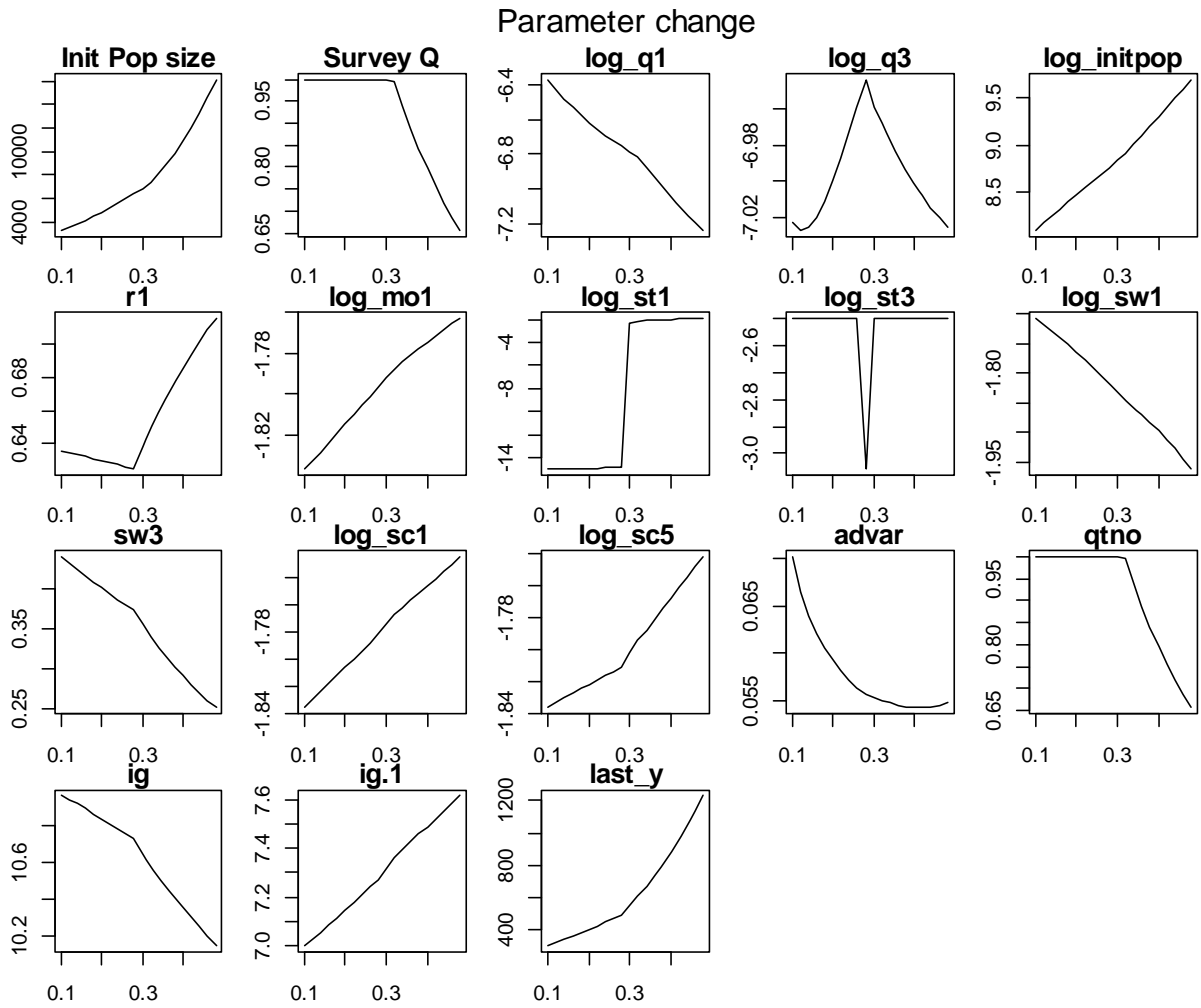 Parameter change
Init Pop size Survey Q log_q1 log_q3 log_initpop
4000 10000
0.65 0.80 0.95
-7.2 -6.8 -6.4
-7.02 -6.98
8.5 9.0 9.5
0.1 0.3 0.1 0.3 0.1 0.3 0.1 0.3 0.1 0.3
r1 log_mo1 log_st1 log_st3 log_sw1
0.64 0.68
-1.82 -1.78
-14 -8 -4
-3.0 -2.8 -2.6
-1.95 -1.80
0.1 0.3 0.1 0.3 0.1 0.3 0.1 0.3 0.1 0.3
sw3 log_sc1 log_sc5 advar qtno
0.25 0.35
-1.84 -1.78
-1.84 -1.78
0.055 0.065
0.65 0.80 0.95
0.1 0.3 0.1 0.3 0.1 0.3 0.1 0.3 0.1 0.3
ig ig.1 last_y
10.2 10.6
7.0 7.2 7.4 7.6
400 800 1200
0.1 0.3 0.1 0.3 0.1 0.3